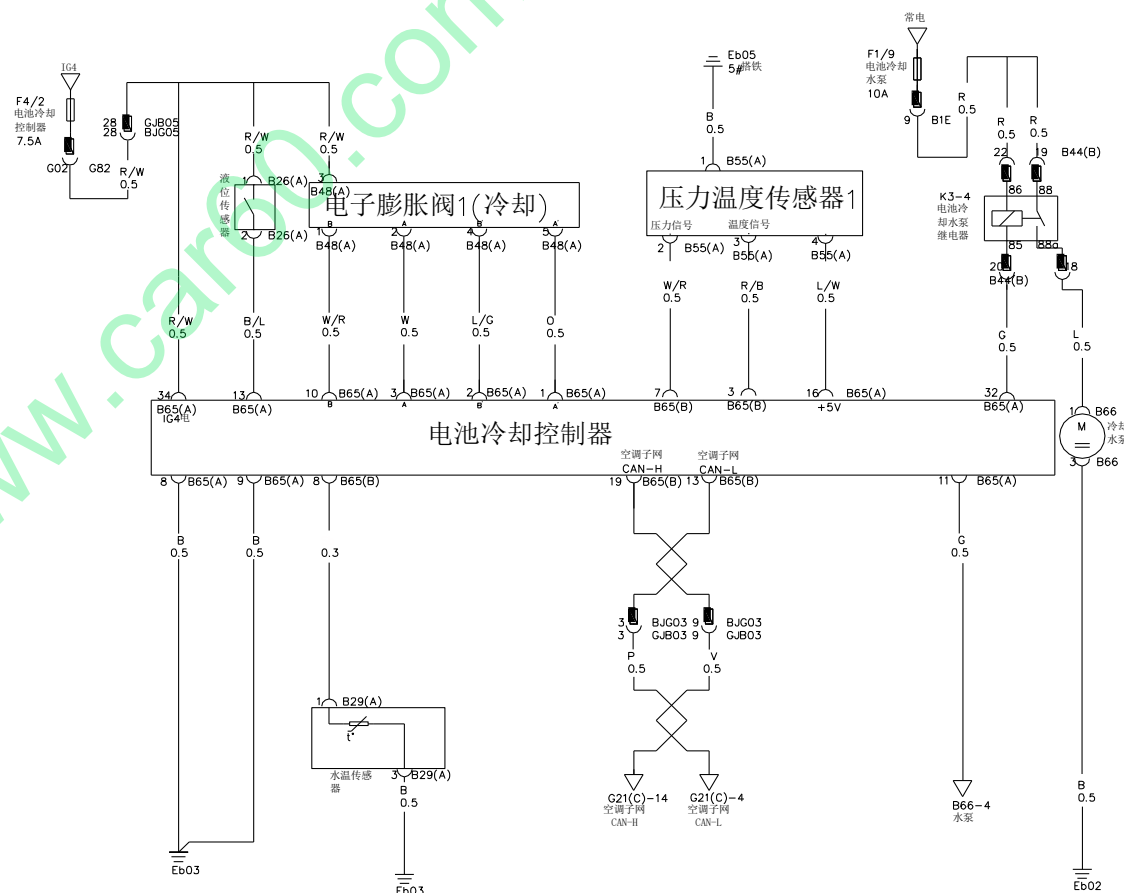 www.car60.com
IG4
F4/2
电池冷却
控制器
7.5A
G02
G82
28 GJB05
28 BJG05
R/W
0.5
R/W
0.5
R/W
0.5
液位传感器
1 B26(A)
2 B26(A)
3
B48(A)
电子膨胀阀1(冷却)
B
A
B'
A'
1
B48(A)
2
B48(A)
4
B48(A)
5
B48(A)
Eb05
5#搭铁
B
0.5
1 B55(A)
压力温度传感器1
压力信号
温度信号
2 B55(A)
3
B55(A)
4
B55(A)
常电
F1/9
电池冷却
水泵
10A
9 B1E
R
0.5
R
0.5
R
0.5
22
19 B44(B)
86
88
K3-4
电池冷
却水泵
继电器
85
88a
20
B44(B)
18
R/W
0.5
B/L
0.5
W/R
0.5
W
0.5
L/G
0.5
O
0.5
W/R
0.5
R/B
0.5
L/W
0.5
G
0.5
L
0.5
34
B65(A)
IG4电
13
B65(A)
10 B65(A)
B
3 B65(A)
A
2 B65(A)
B'
1 B65(A)
A'
7
B65(B)
3
B65(B)
16 B65(A)
+5V
32
B65(A)
电池冷却控制器
空调子网
CAN-H
空调子网
CAN-L
1 B66
M
冷却
水泵
3 B66
8 B65(A)
9 B65(A)
8 B65(B)
19 B65(B)
13 B65(B)
11 B65(A)
B
0.5
B
0.5
0.3
G
0.5
3 BJG03
3 GJB03
9 BJG03
9 GJB03
P
0.5
V
0.5
1 B29(A)
t°
水温传感
器
3 B29(A)
B
0.5
G21(C)-14
空调子网
CAN-H
G21(C)-4
空调子网
CAN-L
B66-4
水泵
B
0.5
Eb03
Eb03
Eb02